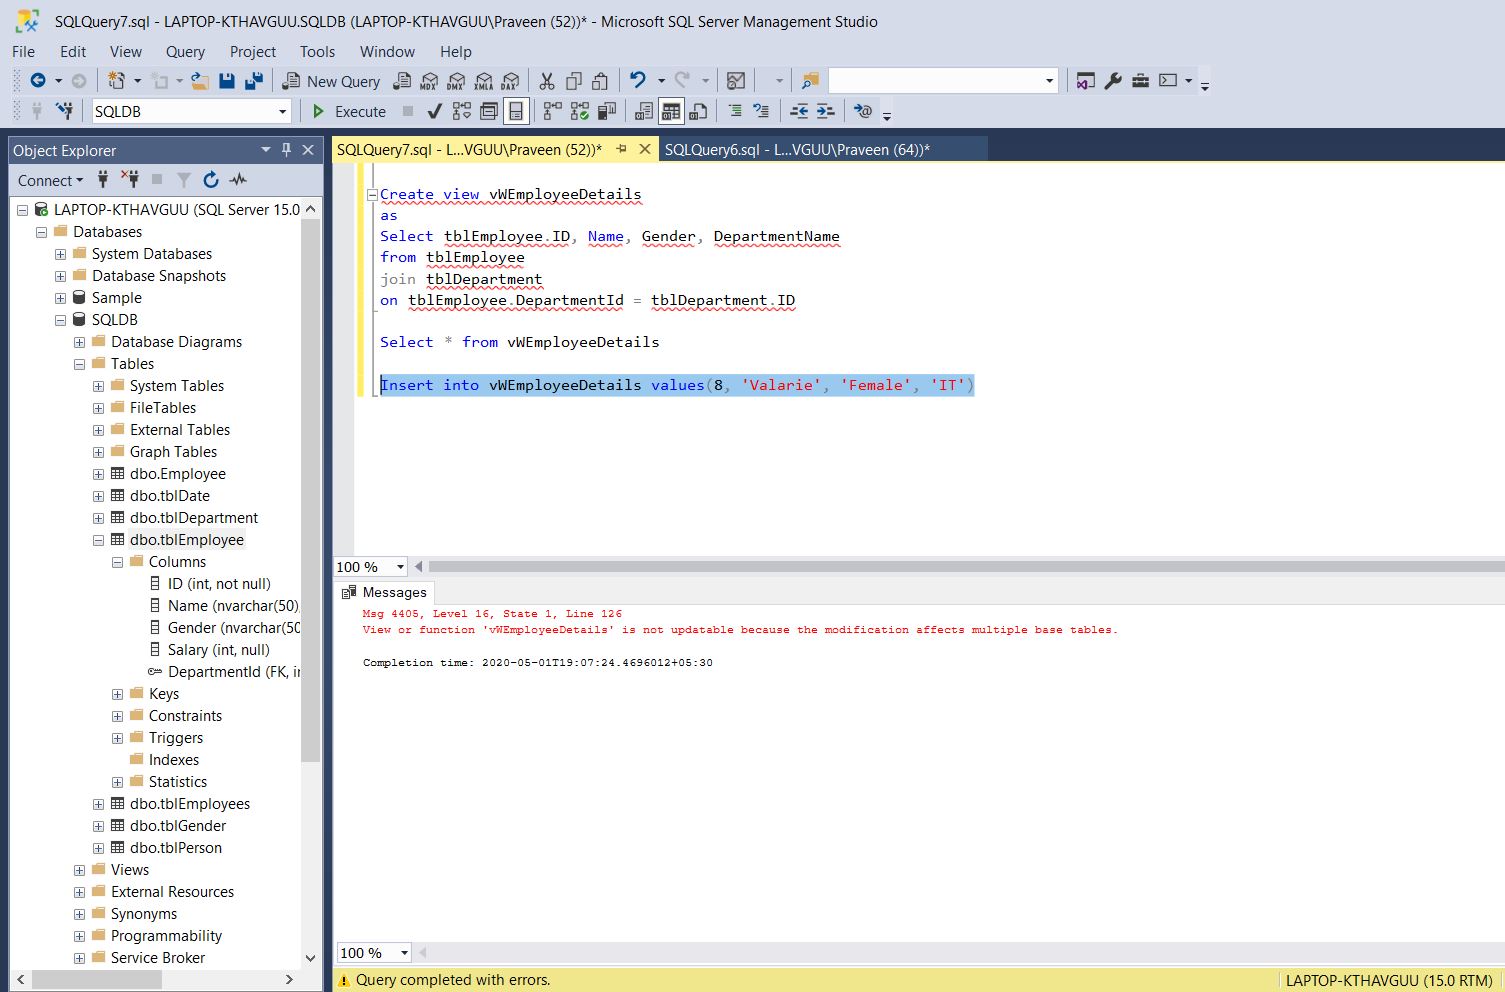 SQLQuery7.sql - LAPTOP-KTHAVGUU.SQLDB (LAPTOP-KTHAVGUU\Praveen (52))* - Microsoft SQL Server Management Studio
File Edit View Query Project Tools Window Help
New Query MDX DMX XMLA DAX
SQLDB Execute
Object Explorer
Connect
LAPTOP-KTHAVGUU (SQL Server 15.0
Databases
System Databases
Database Snapshots
Sample
SQLDB
Database Diagrams
Tables
System Tables
FileTables
External Tables
Graph Tables
dbo.Employee
dbo.tblDate
dbo.tblDepartment
dbo.tblEmployee
Columns
ID (int, not null)
Name (nvarchar(50),
Gender (nvarchar(50
Salary (int, null)
DepartmentId (FK, i
Keys
Constraints
Triggers
Indexes
Statistics
dbo.tblEmployees
dbo.tblGender
dbo.tblPerson
Views
External Resources
Synonyms
Programmability
Service Broker
SQLQuery7.sql - L...VGUU\Praveen (52))* SQLQuery6.sql - L...VGUU\Praveen (64))*
Create view vWEmployeeDetails
as
Select tblEmployee.ID, Name, Gender, DepartmentName
from tblEmployee
join tblDepartment
on tblEmployee.DepartmentId = tblDepartment.ID
Select * from vWEmployeeDetails
Insert into vWEmployeeDetails values(8, 'Valarie', 'Female', 'IT')
100 %
Messages
Msg 4405, Level 16, State 1, Line 126
View or function 'vWEmployeeDetails' is not updatable because the modification affects multiple base tables.
Completion time: 2020-05-01T19:07:24.4696012+05:30
100 %
Query completed with errors. LAPTOP-KTHAVGUU (15.0 RTM)